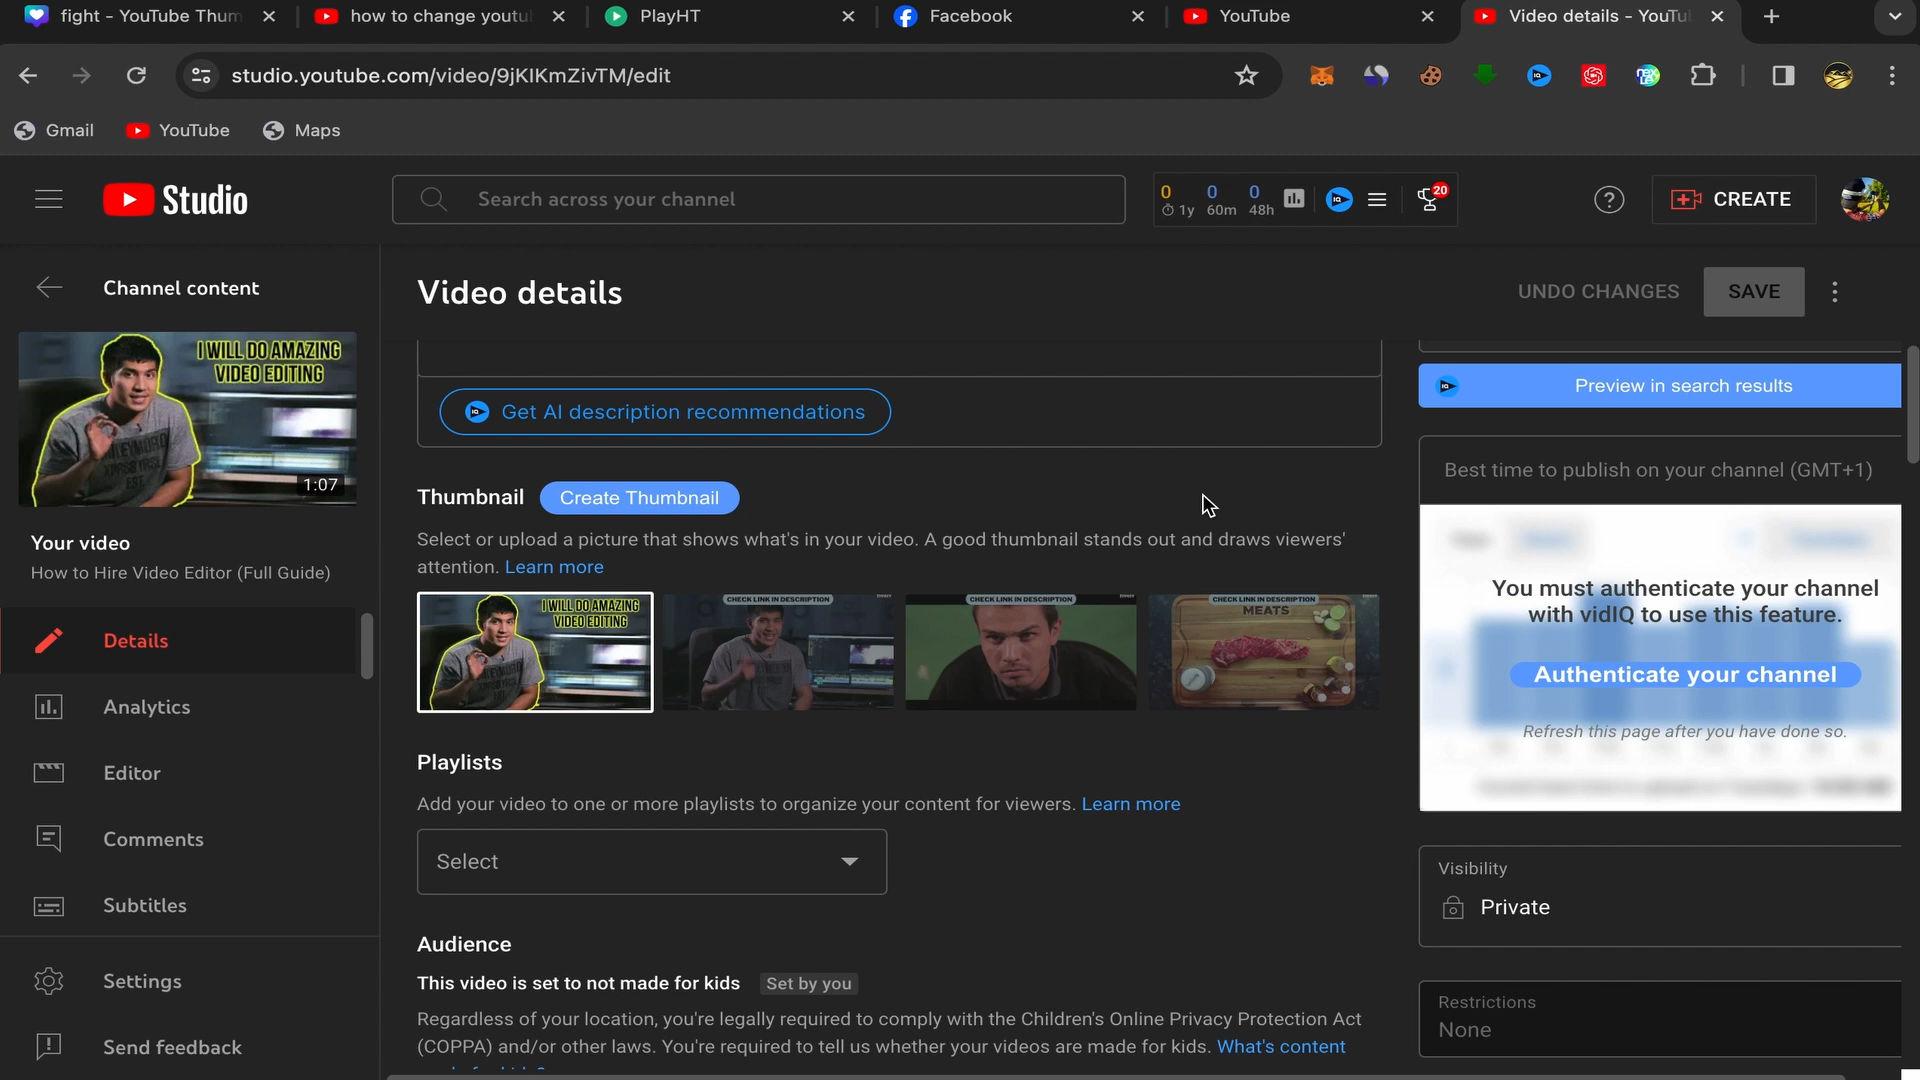 fight - YouTube Thum
how to change youtu
PlayHT
Facebook
YouTube
Video details - YouTu
studio.youtube.com/video/9jKIKmZivTM/edit
Gmail
YouTube
Maps
Studio
Search across your channel
0 0 0
1y 60m 48h
20
?
CREATE
Channel content
I WILL DO AMAZING
VIDEO EDITING
1:07
Your video
How to Hire Video Editor (Full Guide)
Details
Analytics
Editor
Comments
Subtitles
Settings
Send feedback
Video details
UNDO CHANGES
SAVE
Get AI description recommendations
Thumbnail
Create Thumbnail
Select or upload a picture that shows what's in your video. A good thumbnail stands out and draws viewers'
attention. Learn more
I WILL DO AMAZING
VIDEO EDITING
CHECK LINK IN DESCRIPTION
CHECK LINK IN DESCRIPTION
CHECK LINK IN DESCRIPTION
MEATS
Playlists
Add your video to one or more playlists to organize your content for viewers. Learn more
Select
Audience
This video is set to not made for kids
Set by you
Regardless of your location, you're legally required to comply with the Children's Online Privacy Protection Act
(COPPA) and/or other laws. You're required to tell us whether your videos are made for kids. What's content
Preview in search results
Best time to publish on your channel (GMT+1)
You must authenticate your channel
with vidIQ to use this feature.
Authenticate your channel
Refresh this page after you have done so.
Visibility
Private
Restrictions
None